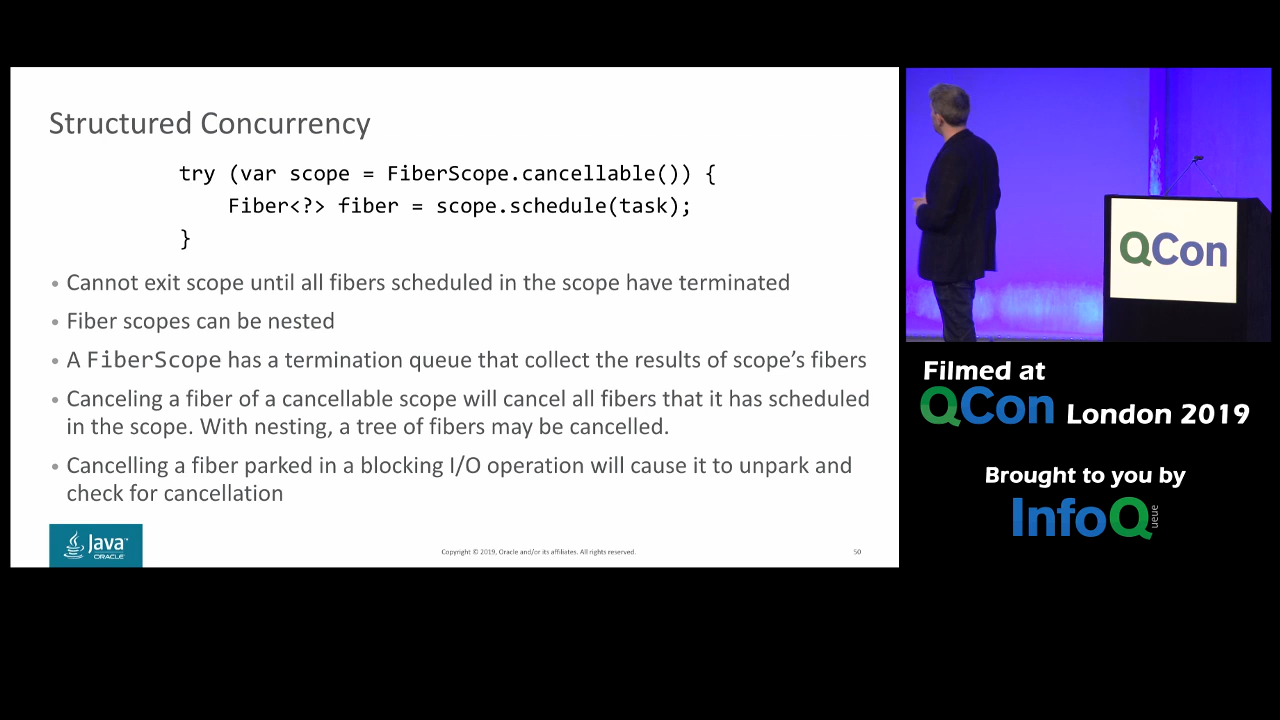 Structured Concurrency
try (var scope = FiberScope.cancellable()) {
    Fiber<?> fiber = scope.schedule(task);
}
• Cannot exit scope until all fibers scheduled in the scope have terminated
• Fiber scopes can be nested
• A FiberScope has a termination queue that collect the results of scope's fibers
• Canceling a fiber of a cancellable scope will cancel all fibers that it has scheduled
in the scope. With nesting, a tree of fibers may be cancelled.
• Cancelling a fiber parked in a blocking I/O operation will cause it to unpark and
check for cancellation
Java™
ORACLE
Copyright © 2019, Oracle and/or its affiliates. All rights reserved.
50
QCon
Filmed at
QCon London 2019
Brought to you by
InfoQueue